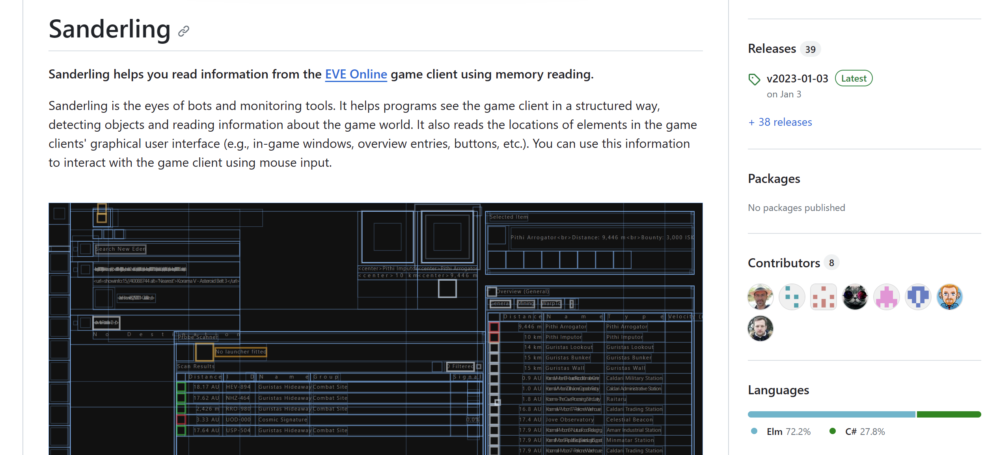 Sanderling
Sanderling helps you read information from the EVE Online game client using memory reading.
Sanderling is the eyes of bots and monitoring tools. It helps programs see the game client in a structured way,
detecting objects and reading information about the game world. It also reads the locations of elements in the game
clients' graphical user interface (e.g., in-game windows, overview entries, buttons, etc.). You can use this information
to interact with the game client using mouse input.
Search New Eden
<url=showinfo:15//40088744 alt='Nearest'>Korama V - Asteroid Belt 3</url>
No Destination
<center>Pithi Imputor <center>Pithi Arrogator
<center>10 km <center>9,446 m
Probe Scanner
No launcher fitted
Scan Results
0 Filtered
Distance ID Name Group Signal
18.17 AU HEV-894 Guristas Hideaway Combat Site
17.62 AU NHZ-464 Guristas Hideaway Combat Site
2,426 m RRO-980 Guristas Hideaway Combat Site
3.33 AU UOD-000 Cosmic Signature 0.0%
17.64 AU USP-504 Guristas Hideaway Combat Site
Selected Item
Pithi Arrogator<br>Distance: 9,446 m<br>Bounty: 3,000 ISK
Overview (General)
General Mining WarpTo
Distance Name Type Velocity (
9,446 m Pithi Arrogator Pithi Arrogator
10 km Pithi Imputor Pithi Imputor
14 km Guristas Lookout Guristas Lookout
15 km Guristas Bunker Guristas Bunker
15 km Guristas Wall Guristas Wall
0.9 AU Caldari Military Station
1.0 AU Caldari Administrative Station
1.8 AU Raitaru
16.8 AU Caldari Trading Station
17.4 AU Jove Observatory Celestial Beacon
17.9 AU Amarr Industrial Station
17.9 AU Minmatar Station
17.9 AU Caldari Trading Station
Releases 39
v2023-01-03 Latest
on Jan 3
+ 38 releases
Packages
No packages published
Contributors 8
Languages
Elm 72.2% C# 27.8%